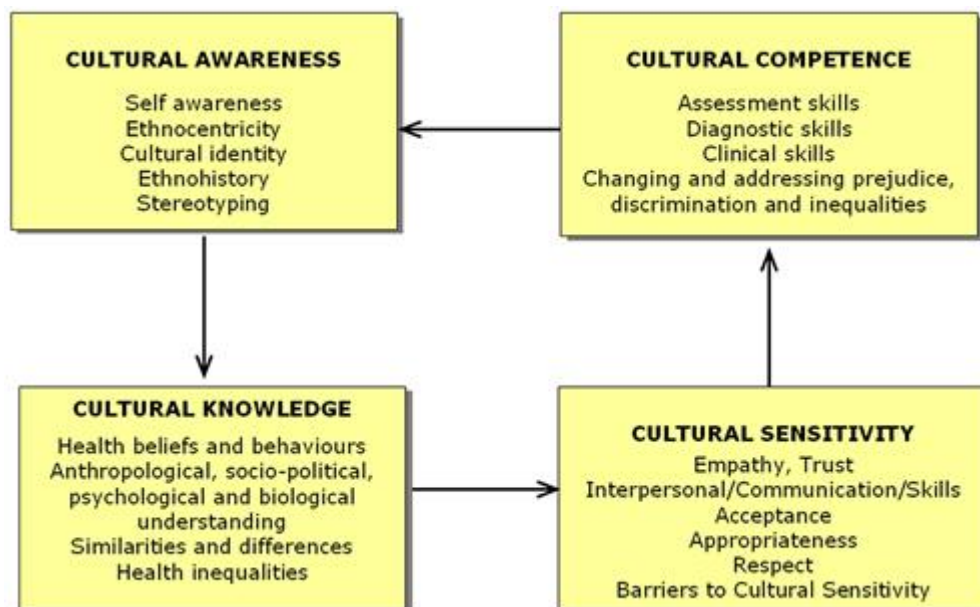 CULTURAL AWARENESS
Self awareness
Ethnocentricity
Cultural identity
Ethnohistory
Stereotyping
CULTURAL COMPETENCE
Assessment skills
Diagnostic skills
Clinical skills
Changing and addressing prejudice,
discrimination and inequalities
CULTURAL KNOWLEDGE
Health beliefs and behaviours
Anthropological, socio-political,
psychological and biological
understanding
Similarities and differences
Health inequalities
CULTURAL SENSITIVITY
Empathy, Trust
Interpersonal/Communication/Skills
Acceptance
Appropriateness
Respect
Barriers to Cultural Sensitivity